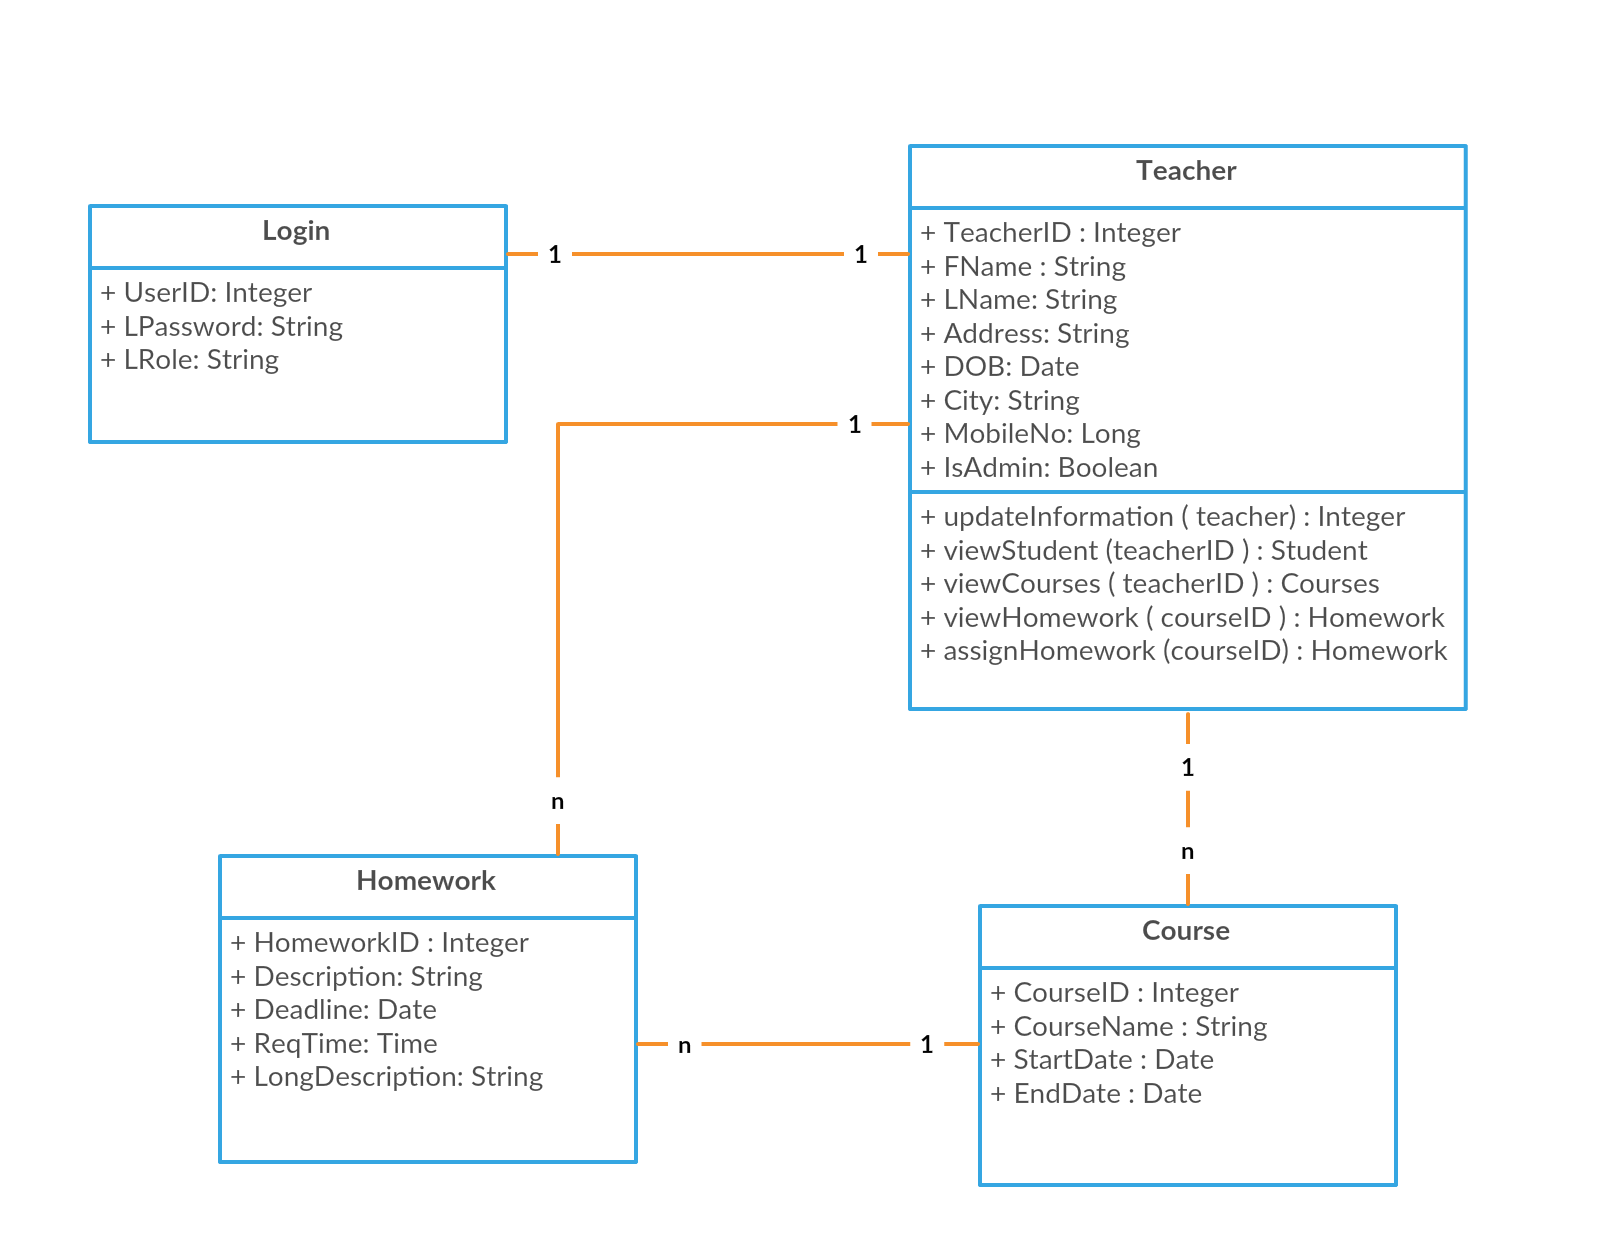 Teacher
+ TeacherID : Integer
+ FName : String
+ LName: String
+ Address: String
+ DOB: Date
+ City: String
+ MobileNo: Long
+ IsAdmin: Boolean
+ updateInformation ( teacher) : Integer
+ viewStudent (teacherID ) : Student
+ viewCourses ( teacherID ) : Courses
+ viewHomework ( courseID ) : Homework
+ assignHomework (courseID) : Homework
Login
+ UserID: Integer
+ LPassword: String
+ LRole: String
1
1
1
n
1
n
Homework
+ HomeworkID : Integer
+ Description: String
+ Deadline: Date
+ ReqTime: Time
+ LongDescription: String
n
1
Course
+ CourseID : Integer
+ CourseName : String
+ StartDate : Date
+ EndDate : Date